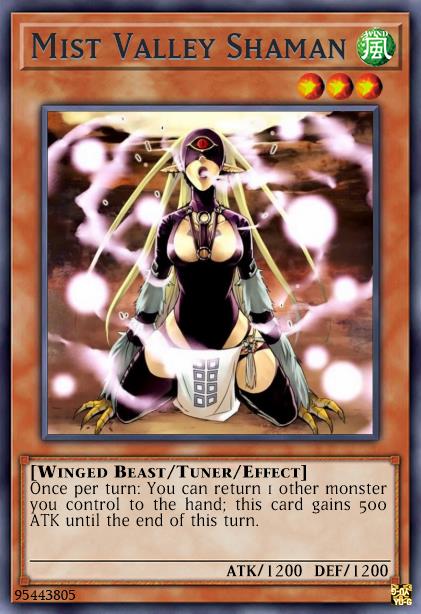 MIST VALLEY SHAMAN
WIND
風
[WINGED BEAST/TUNER/EFFECT]
Once per turn: You can return 1 other monster
you control to the hand; this card gains 500
ATK until the end of this turn.
ATK/1200 DEF/1200
95443805